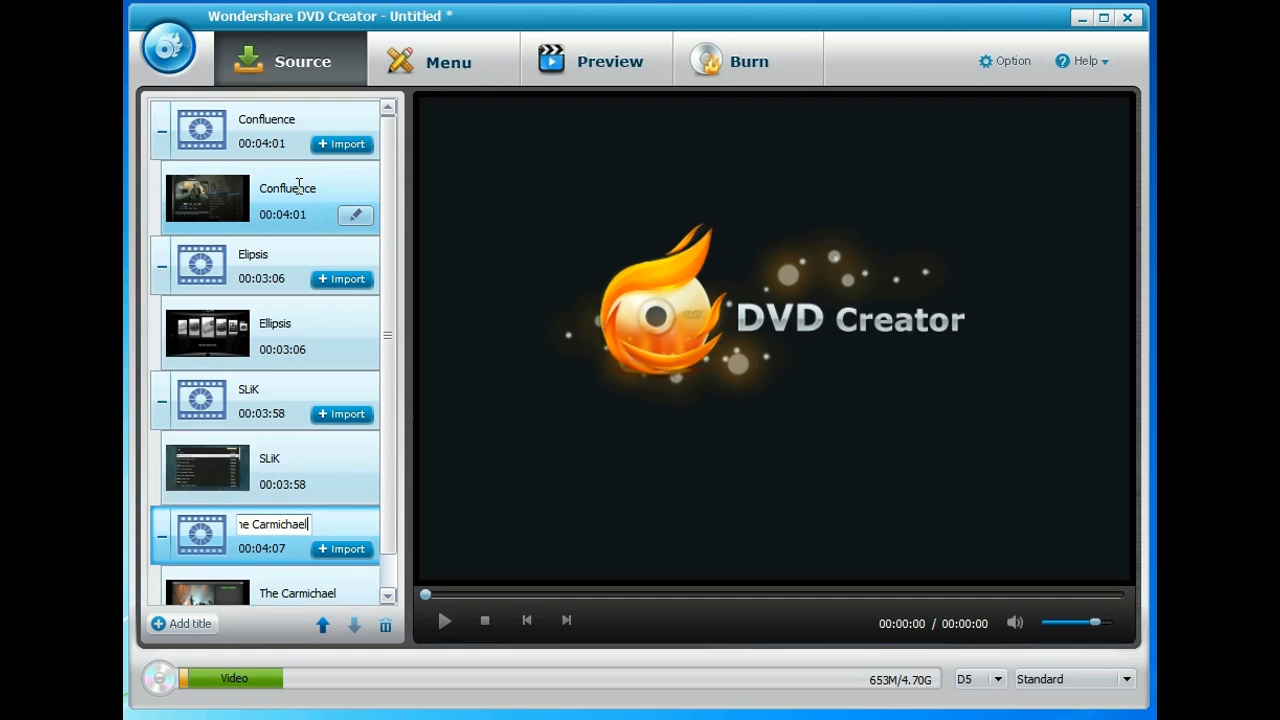 Wondershare DVD Creator - Untitled *
Source
Menu
Preview
Burn
Option
Help
Confluence
00:04:01
Import
Confluence
00:04:01
Elipsis
00:03:06
Import
Ellipsis
00:03:06
SLiK
00:03:58
Import
SLiK
00:03:58
he Carmichael
00:04:07
Import
The Carmichael
Add title
DVD Creator
00:00:00 / 00:00:00
Video
653M/4.70G
D5
Standard